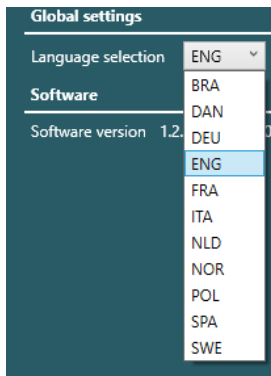 Global settings
Language selection ENG
Software
Software version 1.2.
BRA
DAN
DEU
ENG
FRA
ITA
NLD
NOR
POL
SPA
SWE